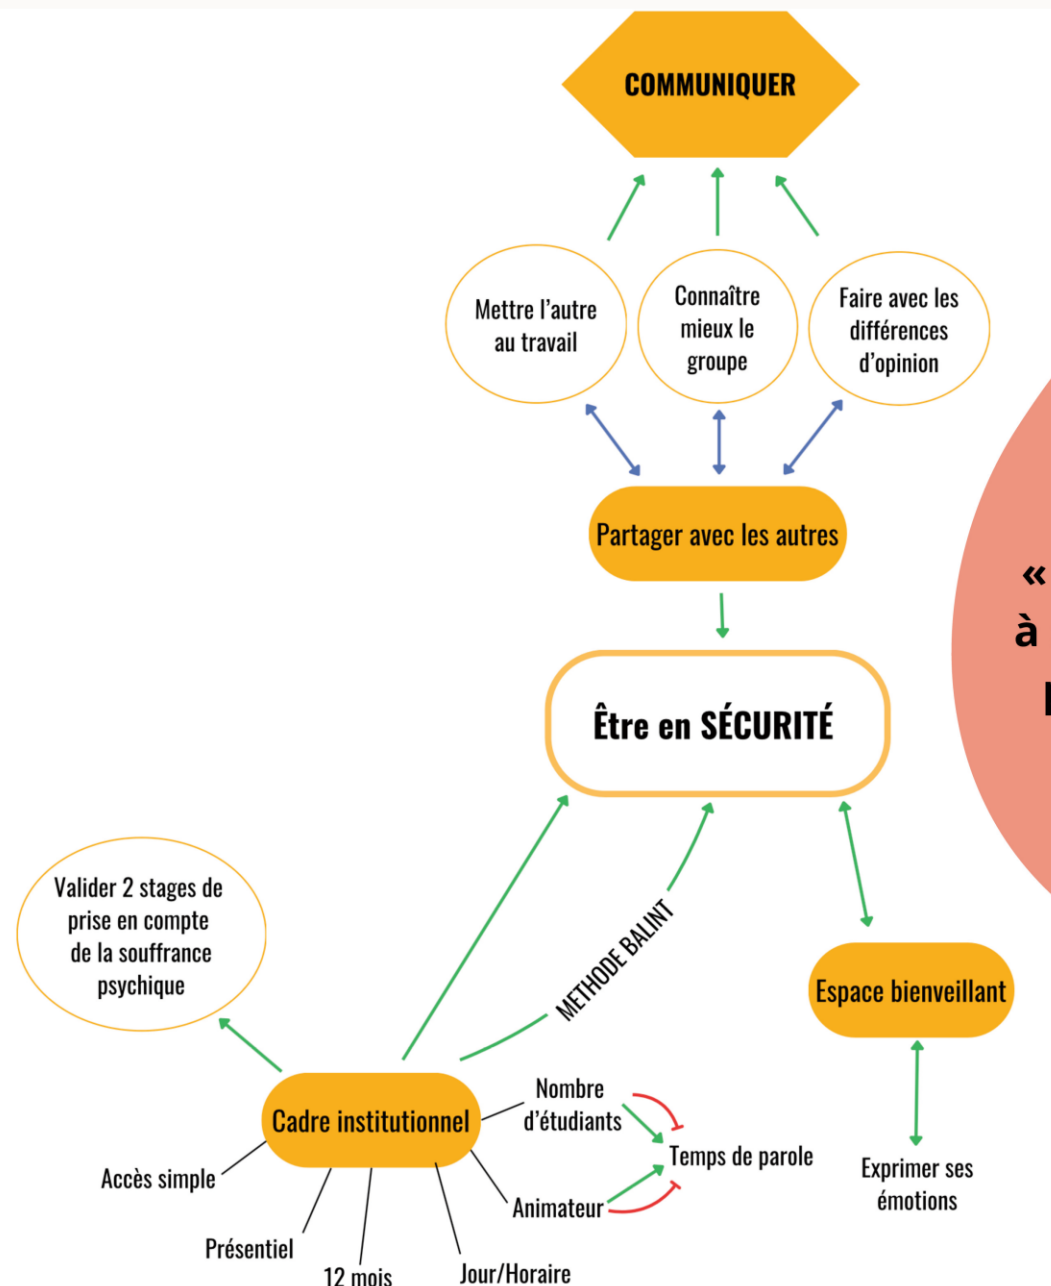 COMMUNIQUER
Mettre l'autre
au travail
Connaître
mieux le
groupe
Faire avec les
différences
d'opinion
Partager avec les autres
«
à
Être en SÉCURITÉ
Valider 2 stages de
prise en compte
de la souffrance
psychique
METHODE BALINT
Espace bienveillant
Cadre institutionnel
Nombre
d'étudiants
Temps de parole
Animateur
Accès simple
Présentiel
12 mois
Jour/Horaire
Exprimer ses
émotions